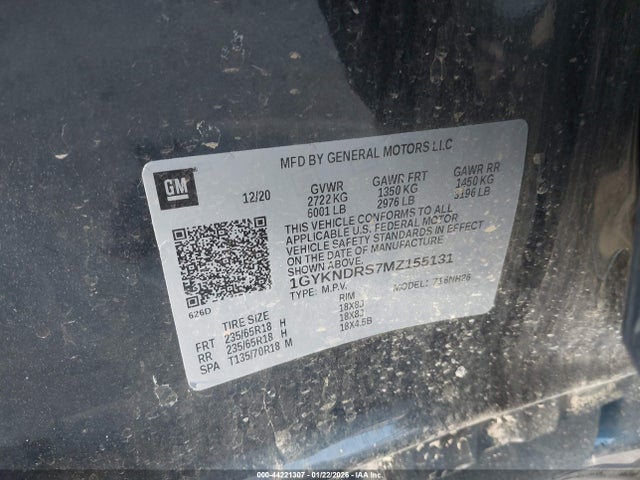 MFD BY GENERAL MOTORS LLC
GM
12/20
GVWR GAWR FRT GAWR RR
2722 KG 1350 KG 1450 KG
6001 LB 2976 LB 3196 LB
THIS VEHICLE CONFORMS TO ALL
APPLICABLE U.S. FEDERAL MOTOR
VEHICLE SAFETY STANDARDS IN EFFECT
ON THE DATE OF MANUFACTURE
1GYKNDRS7MZ155131
TYPE: M.P.V. MODEL: 716NH26
626D
TIRE SIZE RIM
FRT 235/65R18 H 18X8J
RR 235/65R18 H 18X8J
SPA T135/70R18 M 18X4.5B
000-44221307 - 01/22/2026 - IAA Inc.